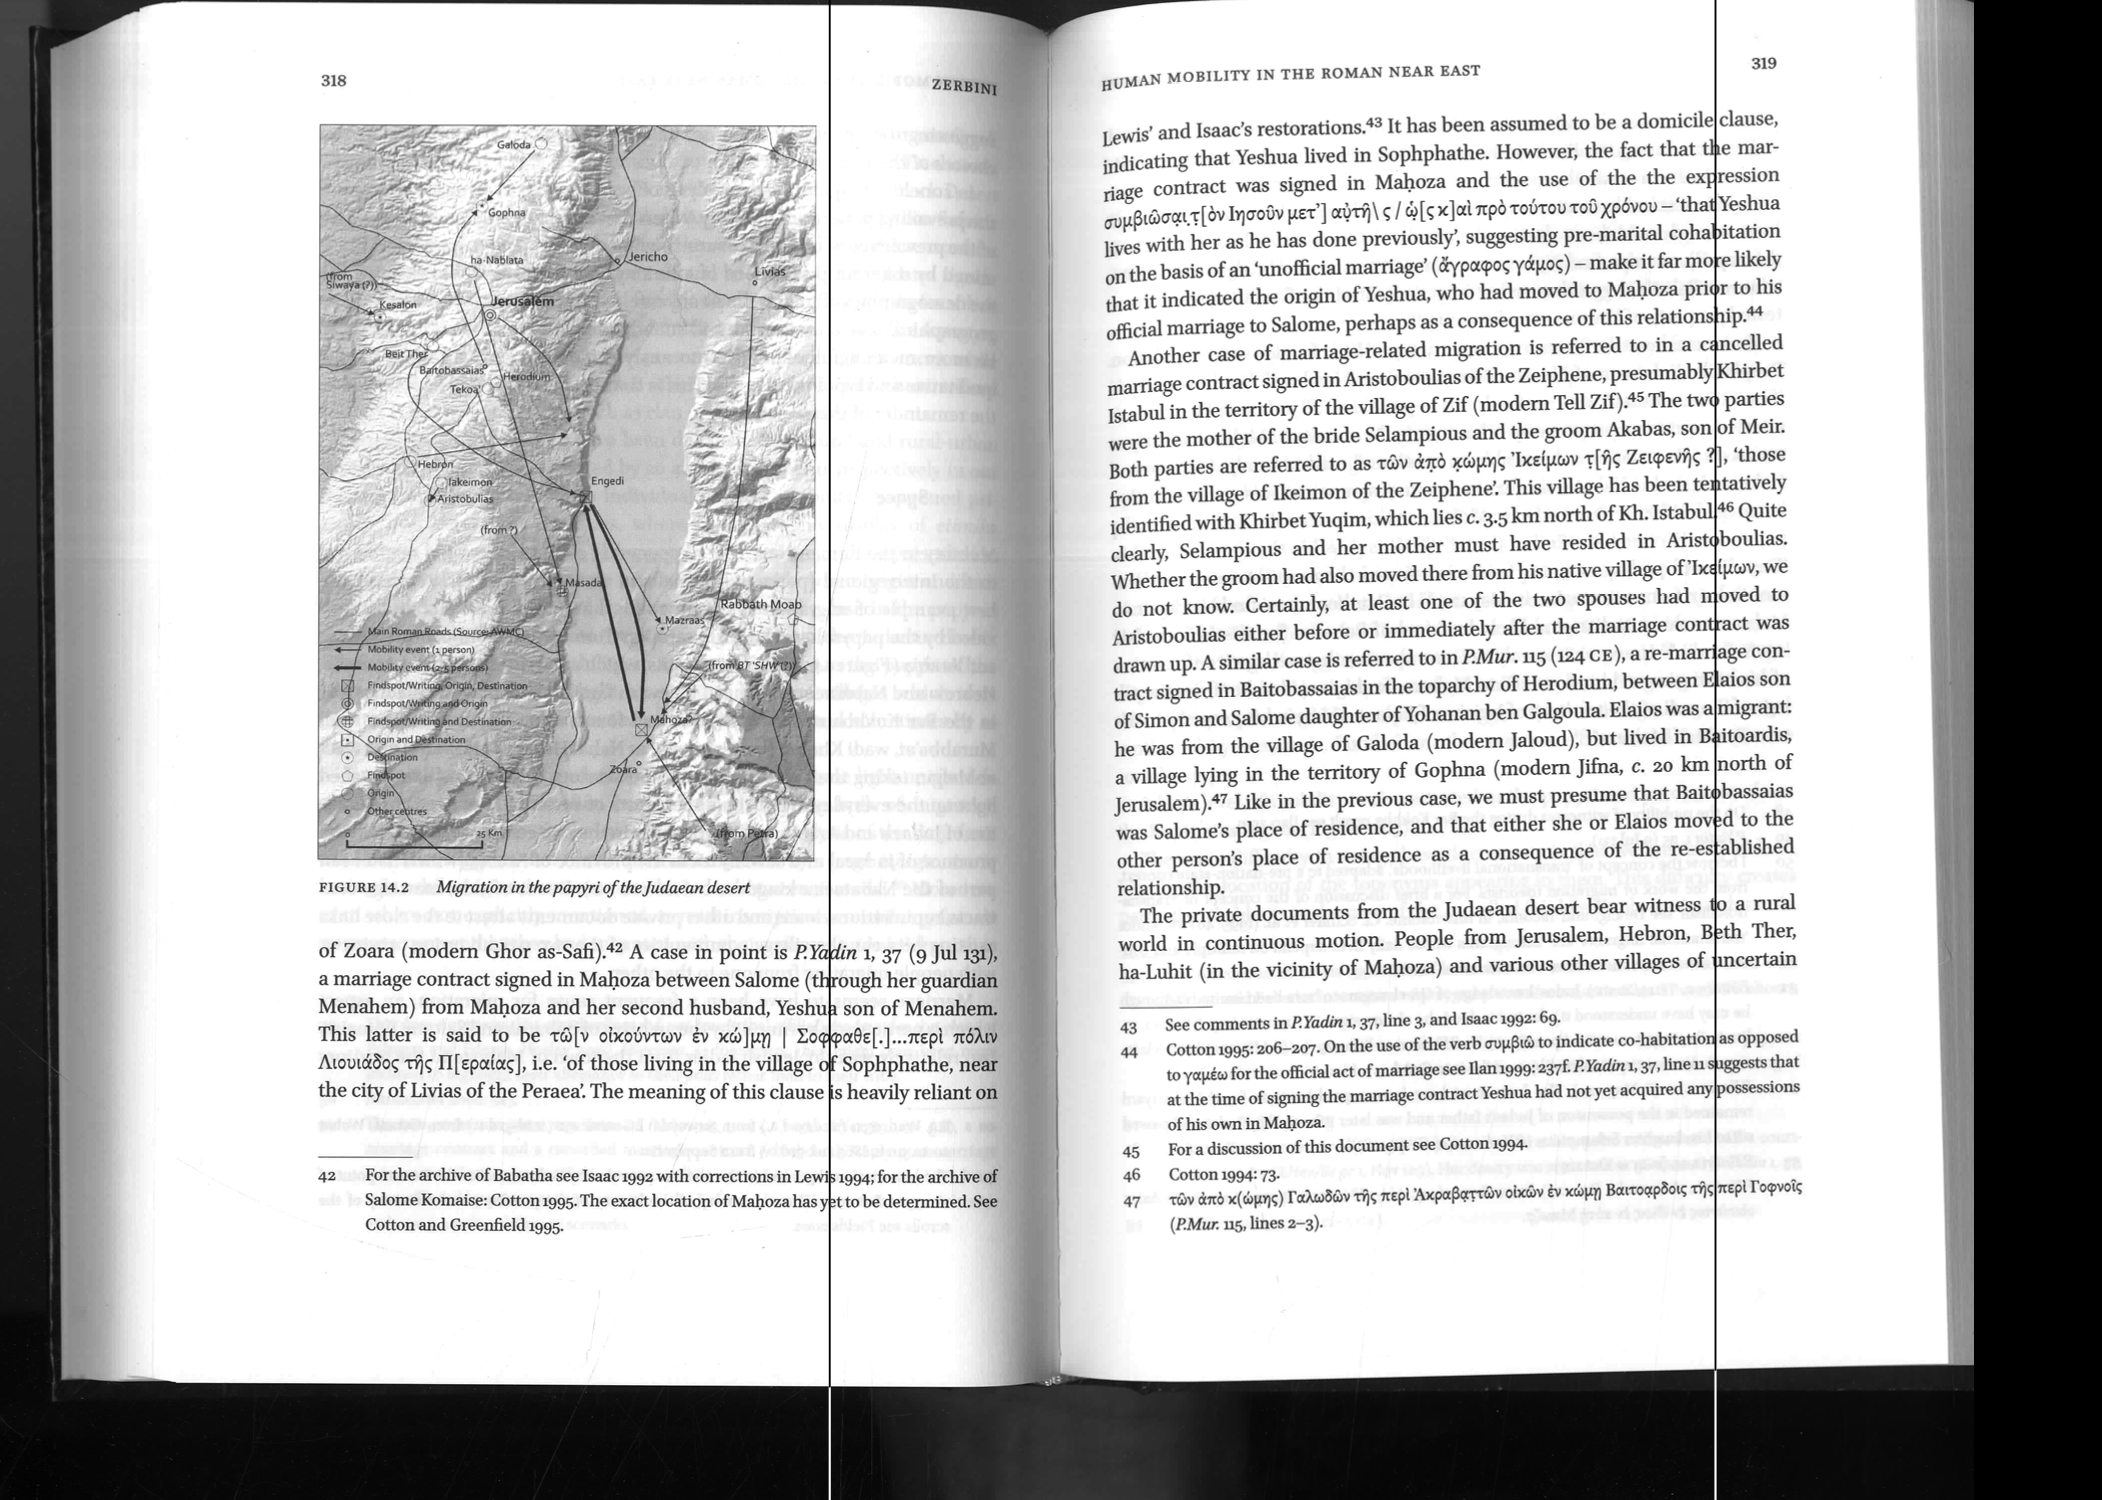 318
ZERBINI
Galoda
Gophna
ha-Nablata
Jericho
Livias
(from
Siwaya (?))
Kesalon
Jerusalem
Beit Ther
Baitobassaias
Herodium
Tekoa
Hebron
Iakeimon
Aristobulias
Engedi
(from ?)
Masada
Rabbath Moab
Mazraas
(from BT 'SHW (?))
Mahoza?
Zoara
(from Petra)
Main Roman Roads (Source: AWMC)
Mobility event (1 person)
Mobility event (2-5 persons)
Findspot/Writing, Origin, Destination
Findspot/Writing and Origin
Findspot/Writing and Destination
Origin and Destination
Destination
Findspot
Origin
Other centres
25 Km
FIGURE 14.2 Migration in the papyri of the Judaean desert
of Zoara (modern Ghor as-Safi).⁴² A case in point is P.Yadin 1, 37 (9 Jul 131),
a marriage contract signed in Maḥoza between Salome (through her guardian
Menahem) from Maḥoza and her second husband, Yeshua son of Menahem.
This latter is said to be τῶ[ν οἰκούντων ἐν κώ]μῃ | Σοφφαθε[.]...περὶ πόλιν
Λιουιάδος τῆς Π[εραίας], i.e. ‘of those living in the village of Sophphathe, near
the city of Livias of the Peraea’. The meaning of this clause is heavily reliant on
42 For the archive of Babatha see Isaac 1992 with corrections in Lewis 1994; for the archive of
Salome Komaise: Cotton 1995. The exact location of Maḥoza has yet to be determined. See
Cotton and Greenfield 1995.
HUMAN MOBILITY IN THE ROMAN NEAR EAST
319
Lewis’ and Isaac’s restorations.⁴³ It has been assumed to be a domicile clause,
indicating that Yeshua lived in Sophphathe. However, the fact that the mar-
riage contract was signed in Maḥoza and the use of the the expression
συμβιῶσα̣ι̣ τ̣[ὸν Ιησοῦν μετ’] αὐ̣τῆ\ς/ ὡ̣[ς κ]αὶ πρὸ τούτου τοῦ χρόνου – ‘that Yeshua
lives with her as he has done previously’, suggesting pre-marital cohabitation
on the basis of an ‘unofficial marriage’ (ἄγραφος γάμος) – make it far more likely
that it indicated the origin of Yeshua, who had moved to Maḥoza prior to his
official marriage to Salome, perhaps as a consequence of this relationship.⁴⁴
Another case of marriage-related migration is referred to in a cancelled
marriage contract signed in Aristoboulias of the Zeiphene, presumably Khirbet
Istabul in the territory of the village of Zif (modern Tell Zif).⁴⁵ The two parties
were the mother of the bride Selampious and the groom Akabas, son of Meir.
Both parties are referred to as τῶν ἀπὸ κ̣ώμης Ἰκείμων τ̣[ῆς Ζειφενῆς ?], ‘those
from the village of Ikeimon of the Zeiphene’. This village has been tentatively
identified with Khirbet Yuqim, which lies c. 3.5 km north of Kh. Istabul.⁴⁶ Quite
clearly, Selampious and her mother must have resided in Aristoboulias.
Whether the groom had also moved there from his native village of Ἰκείμων, we
do not know. Certainly, at least one of the two spouses had moved to
Aristoboulias either before or immediately after the marriage contract was
drawn up. A similar case is referred to in P.Mur. 115 (124 CE), a re-marriage con-
tract signed in Baitobassaias in the toparchy of Herodium, between Elaios son
of Simon and Salome daughter of Yohanan ben Galgoula. Elaios was a migrant:
he was from the village of Galoda (modern Jaloud), but lived in Baitoardis,
a village lying in the territory of Gophna (modern Jifna, c. 20 km north of
Jerusalem).⁴⁷ Like in the previous case, we must presume that Baitobassaias
was Salome’s place of residence, and that either she or Elaios moved to the
other person’s place of residence as a consequence of the re-established
relationship.
The private documents from the Judaean desert bear witness to a rural
world in continuous motion. People from Jerusalem, Hebron, Beth Ther,
ha-Luhit (in the vicinity of Maḥoza) and various other villages of uncertain
43 See comments in P.Yadin 1, 37, line 3, and Isaac 1992: 69.
44 Cotton 1995: 206–207. On the use of the verb συμβιῶ to indicate co-habitation as opposed
to γαμέω for the official act of marriage see Ilan 1999: 237f. P.Yadin 1, 37, line 11 suggests that
at the time of signing the marriage contract Yeshua had not yet acquired any possessions
of his own in Maḥoza.
45 For a discussion of this document see Cotton 1994.
46 Cotton 1994: 73.
47 τῶν ἀπὸ κ(ώμης) Γαλωδῶν τῆς περὶ Ἀκραβα̣ττῶν οἰκῶν ἐν κώμῃ Βαιτοα̣ρδοις τῆς περὶ Γοφνοῖς
(P.Mur. 115, lines 2–3).